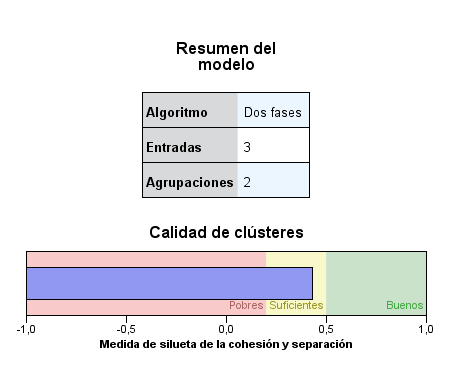 Resumen del
modelo
Algoritmo Dos fases
Entradas 3
Agrupaciones 2
Calidad de clústeres
Pobres Suficientes Buenos
-1,0 -0,5 0,0 0,5 1,0
Medida de silueta de la cohesión y separación